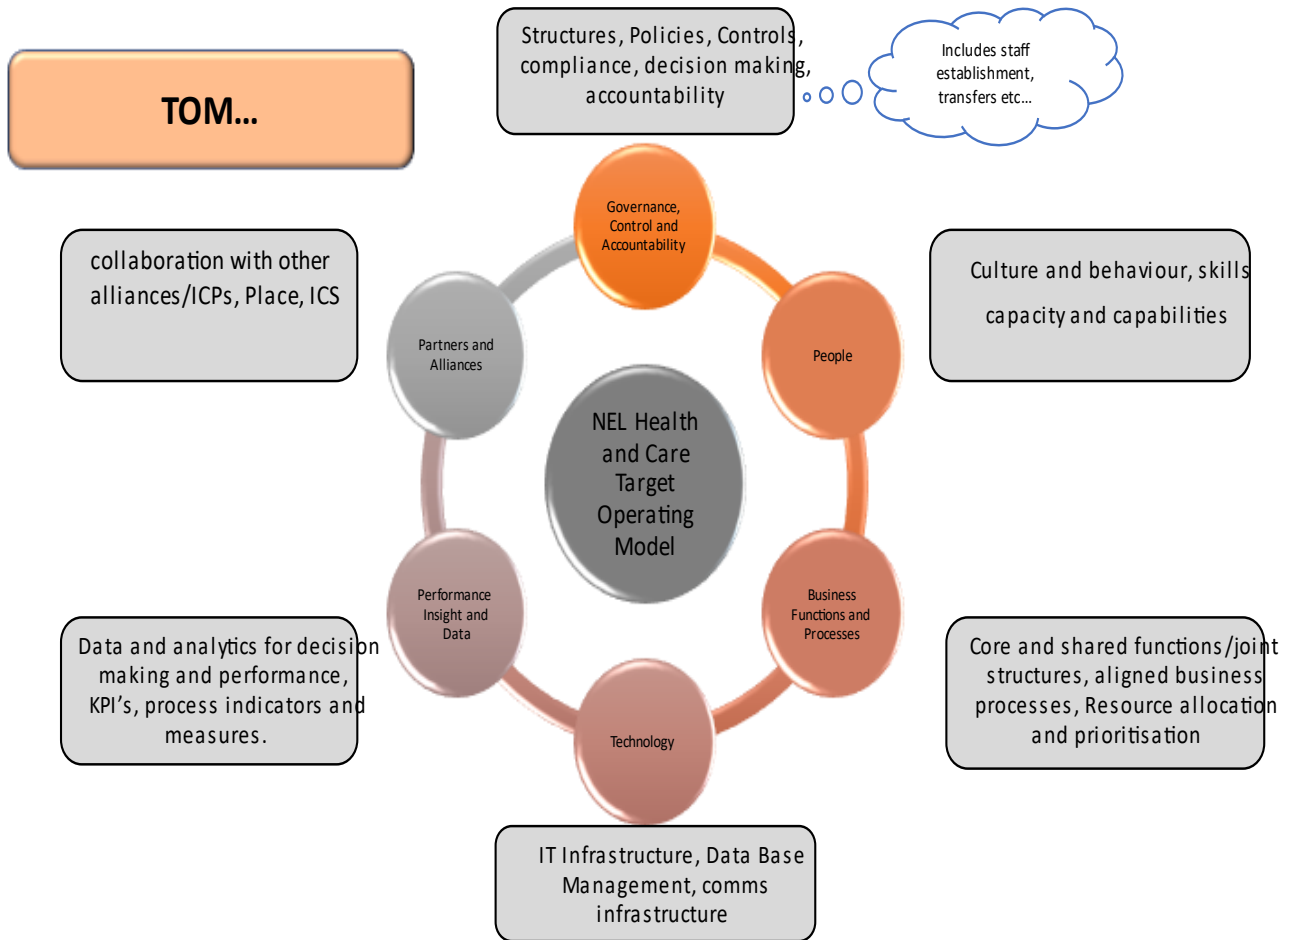 TOM...
Structures, Policies, Controls,
compliance, decision making,
accountability
Includes staff
establishment,
transfers etc...
Governance,
Control and
Accountability
collaboration with other
alliances/ICPs, Place, ICS
Culture and behaviour, skills
capacity and capabilities
Partners and
Alliances
People
NEL Health
and Care
Target
Operating
Model
Performance
Insight and
Data
Business
Functions and
Processes
Data and analytics for decision
making and performance,
KPI's, process indicators and
measures.
Core and shared functions/joint
structures, aligned business
processes, Resource allocation
and prioritisation
Technology
IT Infrastructure, Data Base
Management, comms
infrastructure